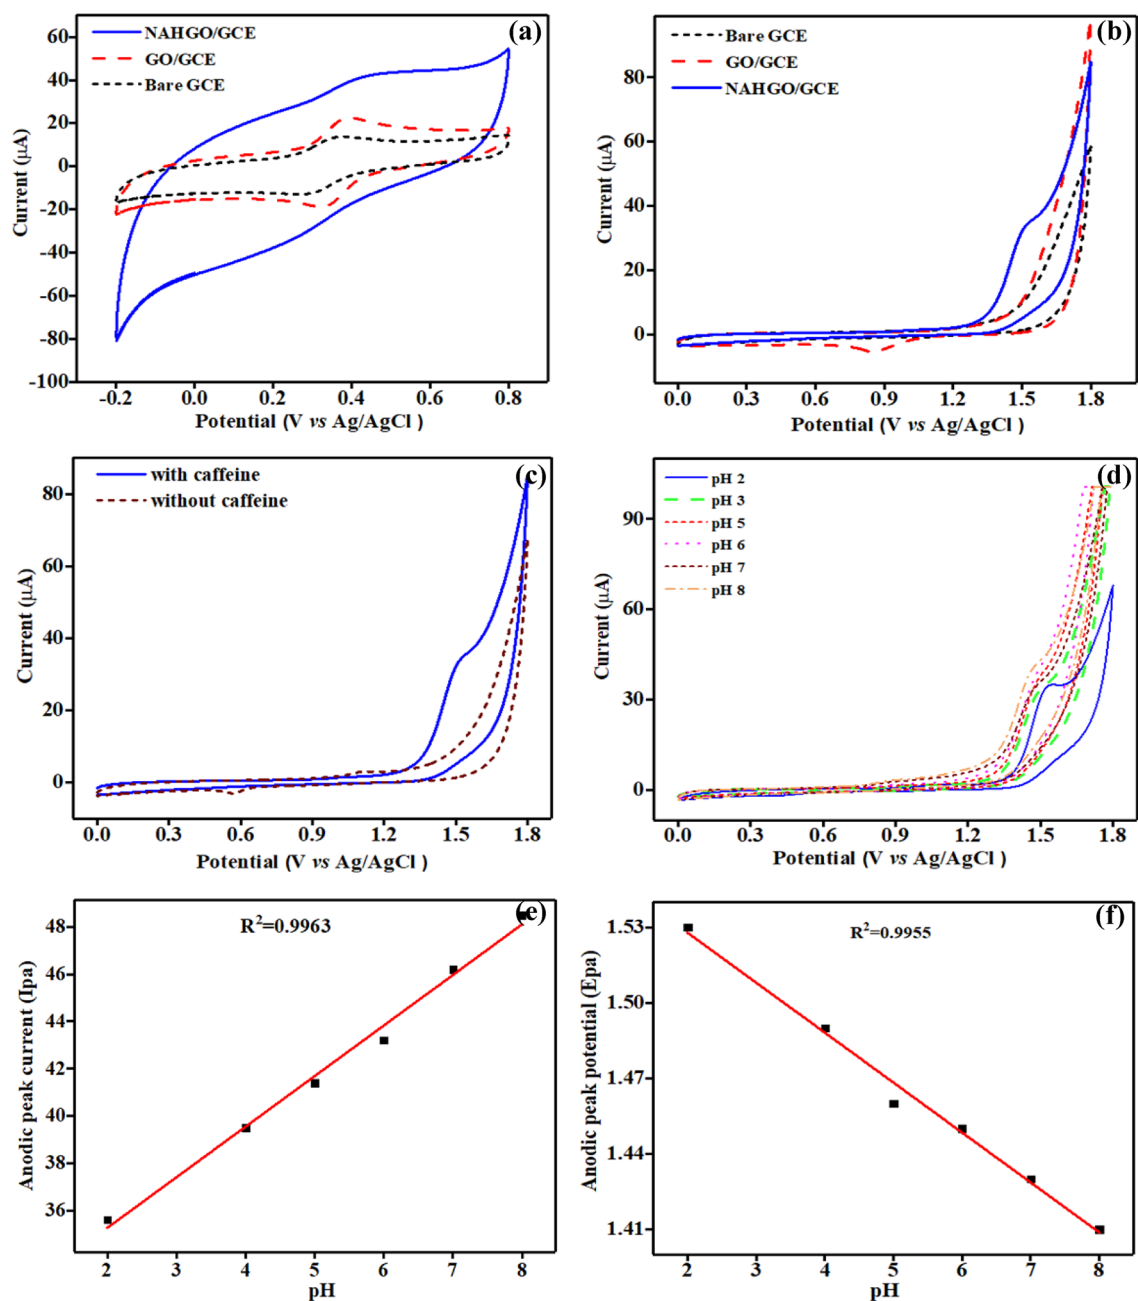 (a)
NAHGO/GCE
GO/GCE
Bare GCE
60
40
20
0
-20
-40
-60
-80
-100
Current (μA)
-0.2 0.0 0.2 0.4 0.6 0.8
Potential (V vs Ag/AgCl )
(b)
Bare GCE
GO/GCE
NAHGO/GCE
80
60
40
20
0
Current (μA)
0.0 0.3 0.6 0.9 1.2 1.5 1.8
Potential (V vs Ag/AgCl )
(c)
with caffeine
without caffeine
80
60
40
20
0
Current (μA)
0.0 0.3 0.6 0.9 1.2 1.5 1.8
Potential (V vs Ag/AgCl )
(d)
pH 2
pH 3
pH 5
pH 6
pH 7
pH 8
90
60
30
0
Current (μA)
0.0 0.3 0.6 0.9 1.2 1.5 1.8
Potential (V vs Ag/AgCl )
(e)
R²=0.9963
48
46
44
42
40
38
36
Anodic peak current (Ipa)
2 3 4 5 6 7 8
pH
(f)
R²=0.9955
1.53
1.50
1.47
1.44
1.41
Anodic peak potential (Epa)
2 3 4 5 6 7 8
pH